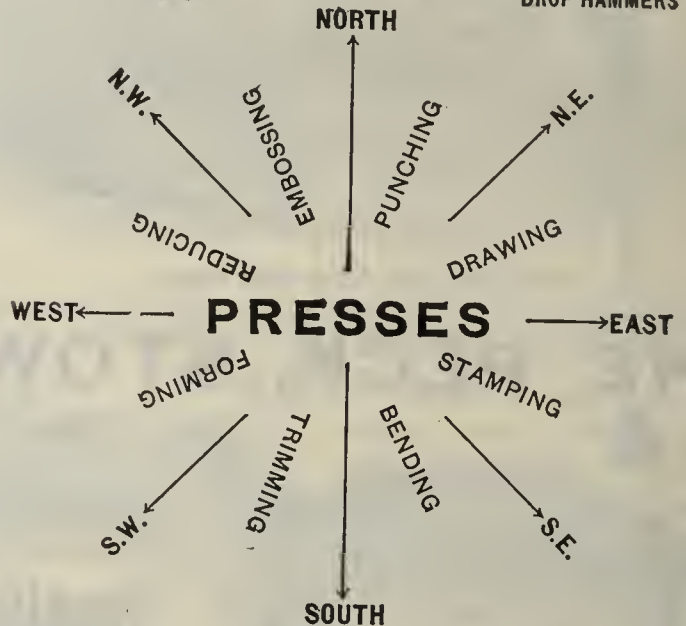 DROP HAMMERS
NORTH
N.W.
EMBOSSING
PUNCHING
N.E.
REDUCING
DRAWING
WEST
PRESSES
EAST
FORMING
STAMPING
TRIMMING
BENDING
S.W.
S.E.
SOUTH